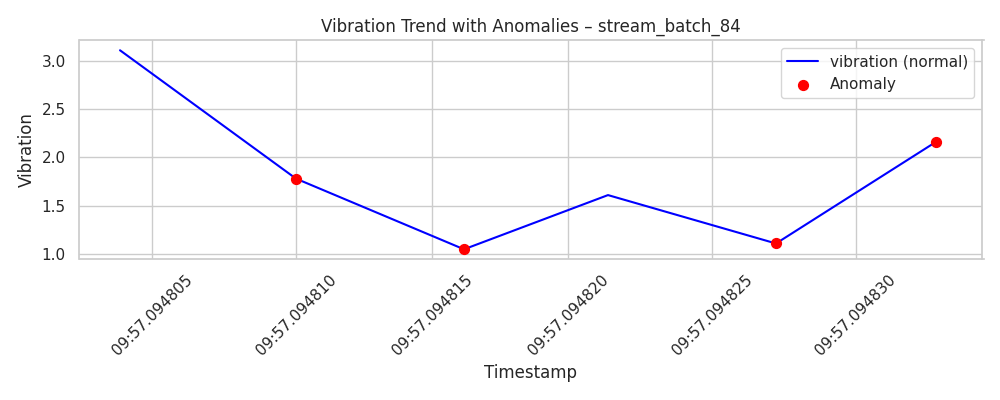 Vibration Trend with Anomalies – stream_batch_84
vibration (normal)
Anomaly
Vibration
3.0
2.5
2.0
1.5
1.0
09:57.094805
09:57.094810
09:57.094815
09:57.094820
09:57.094825
09:57.094830
Timestamp